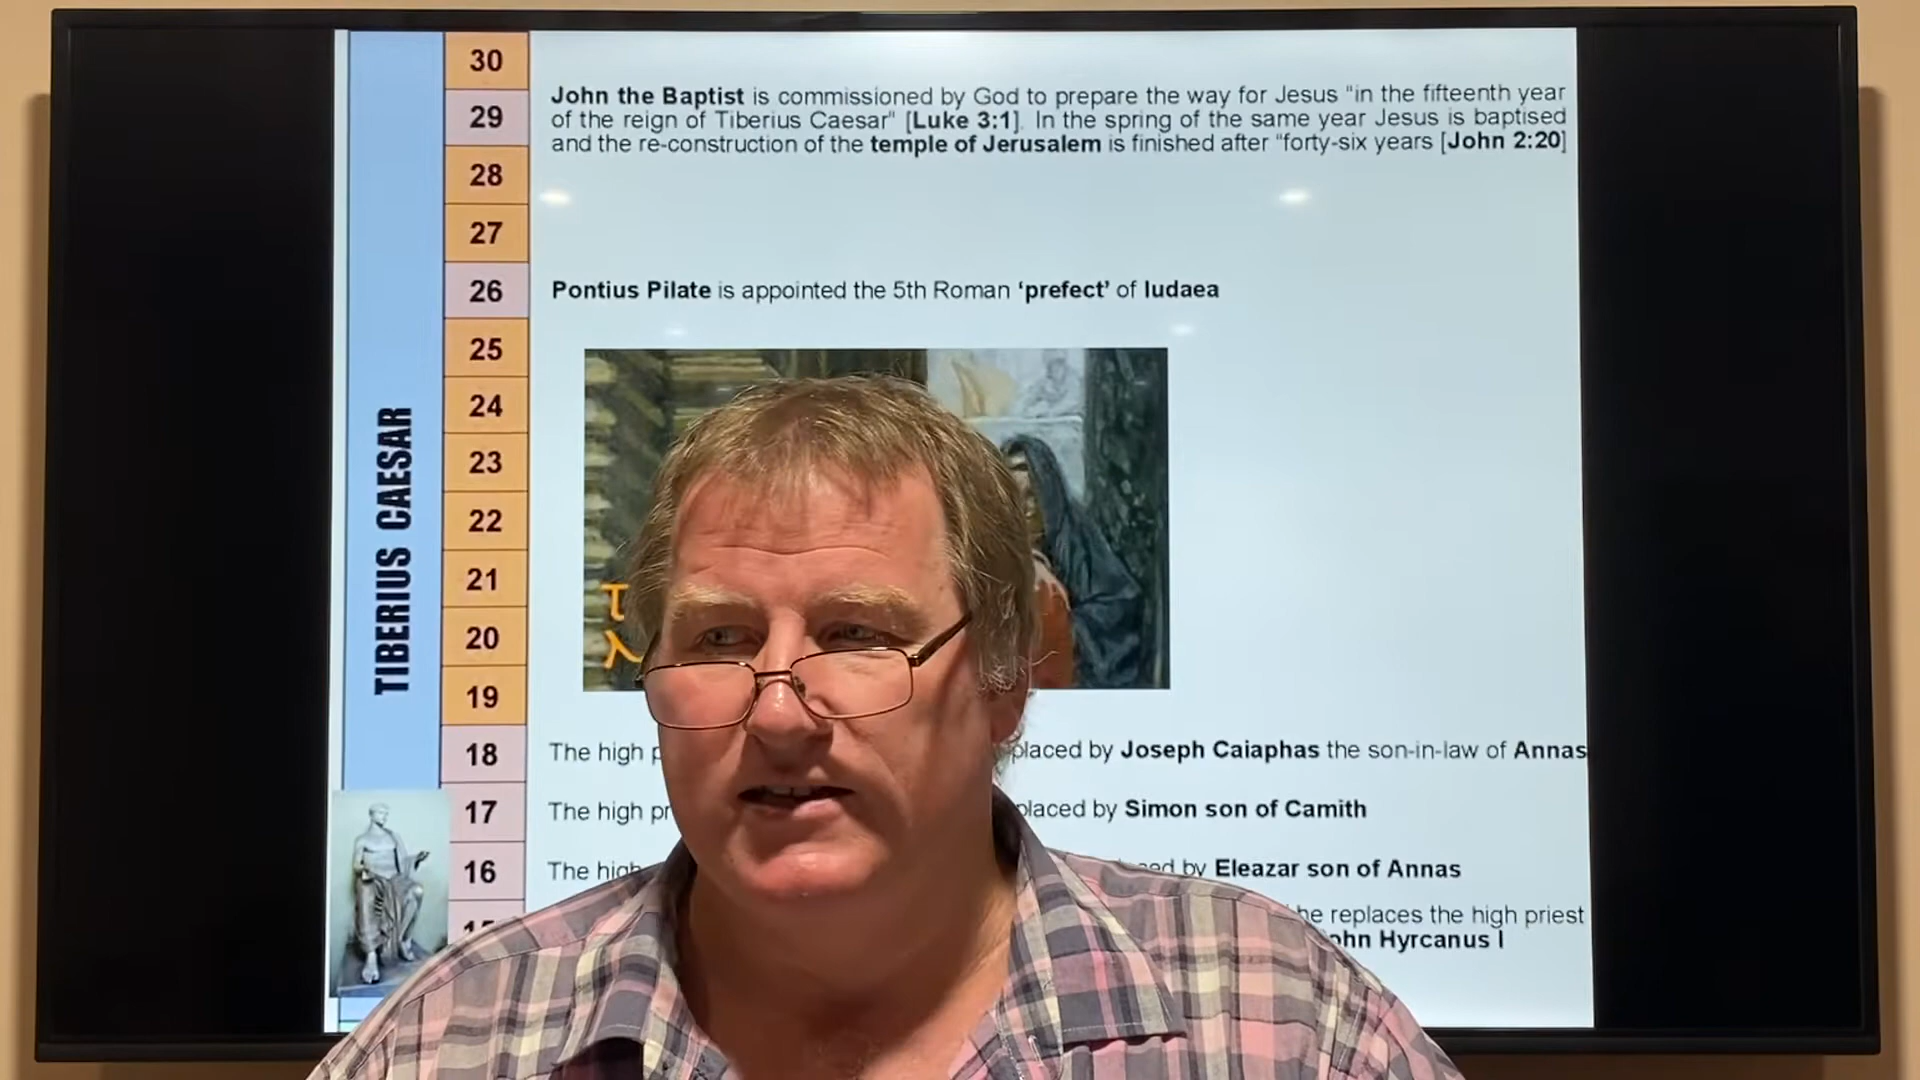 30
John the Baptist is commissioned by God to prepare the way for Jesus "in the fifteenth year
29
of the reign of Tiberius Caesar" [Luke 3:1]. In the spring of the same year Jesus is baptised
and the re-construction of the temple of Jerusalem is finished after "forty-six years [John 2:20]
28
27
26
Pontius Pilate is appointed the 5th Roman ‘prefect’ of Iudaea
25
24
23
22
21
20
19
TIBERIUS CAESAR
τ
λ
18
The high
by Joseph Caiaphas the son-in-law of Annas
17
The high
by Simon son of Camith
16
The
by Eleazar son of Annas
he replaces the high priest
Hyrcanus I